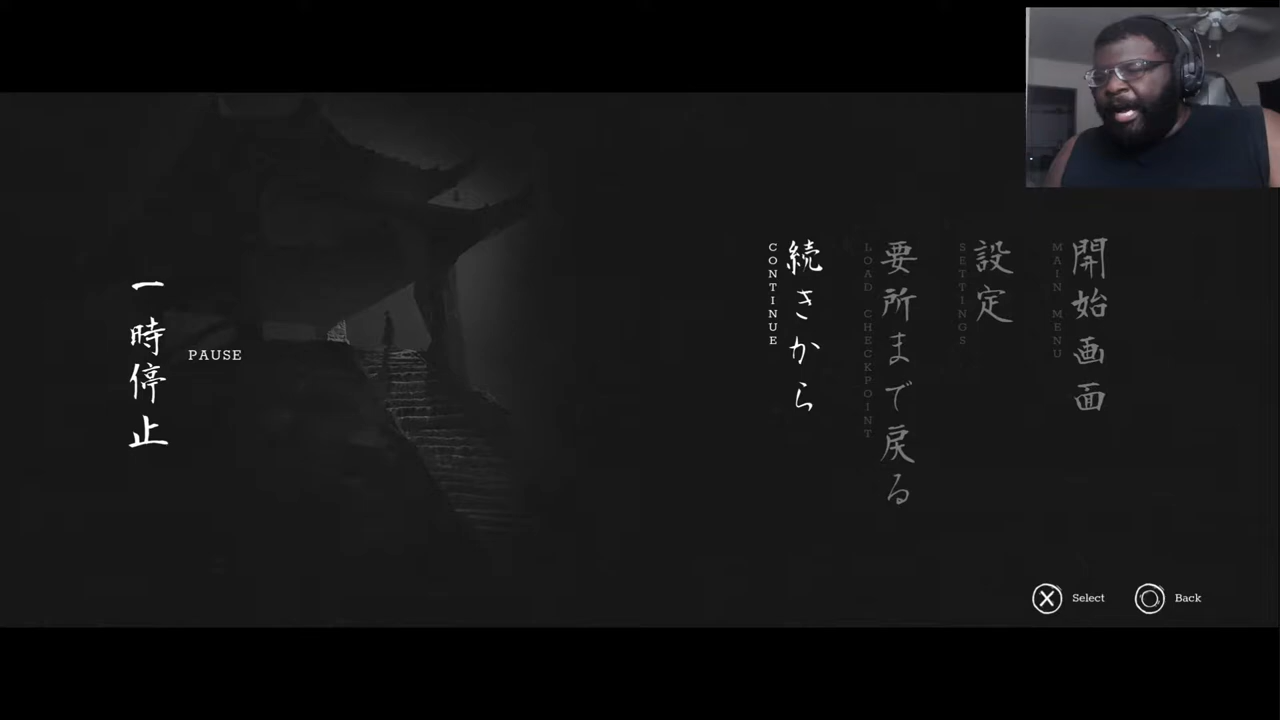 一時停止
PAUSE
続きから
CONTINUE
要所まで戻る
LOAD CHECKPOINT
設定
SETTINGS
開始画面
MAIN MENU
Select
Back